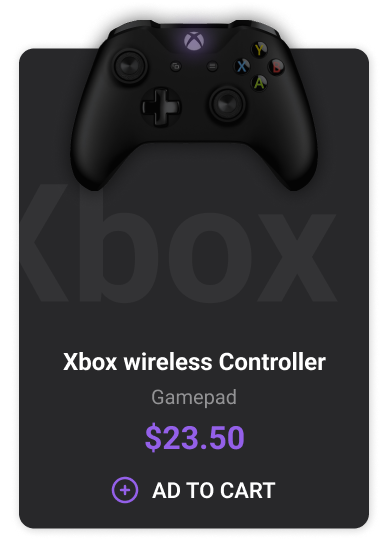 Y
X
B
A
Xbox
Xbox wireless Controller
Gamepad
$23.50
AD TO CART